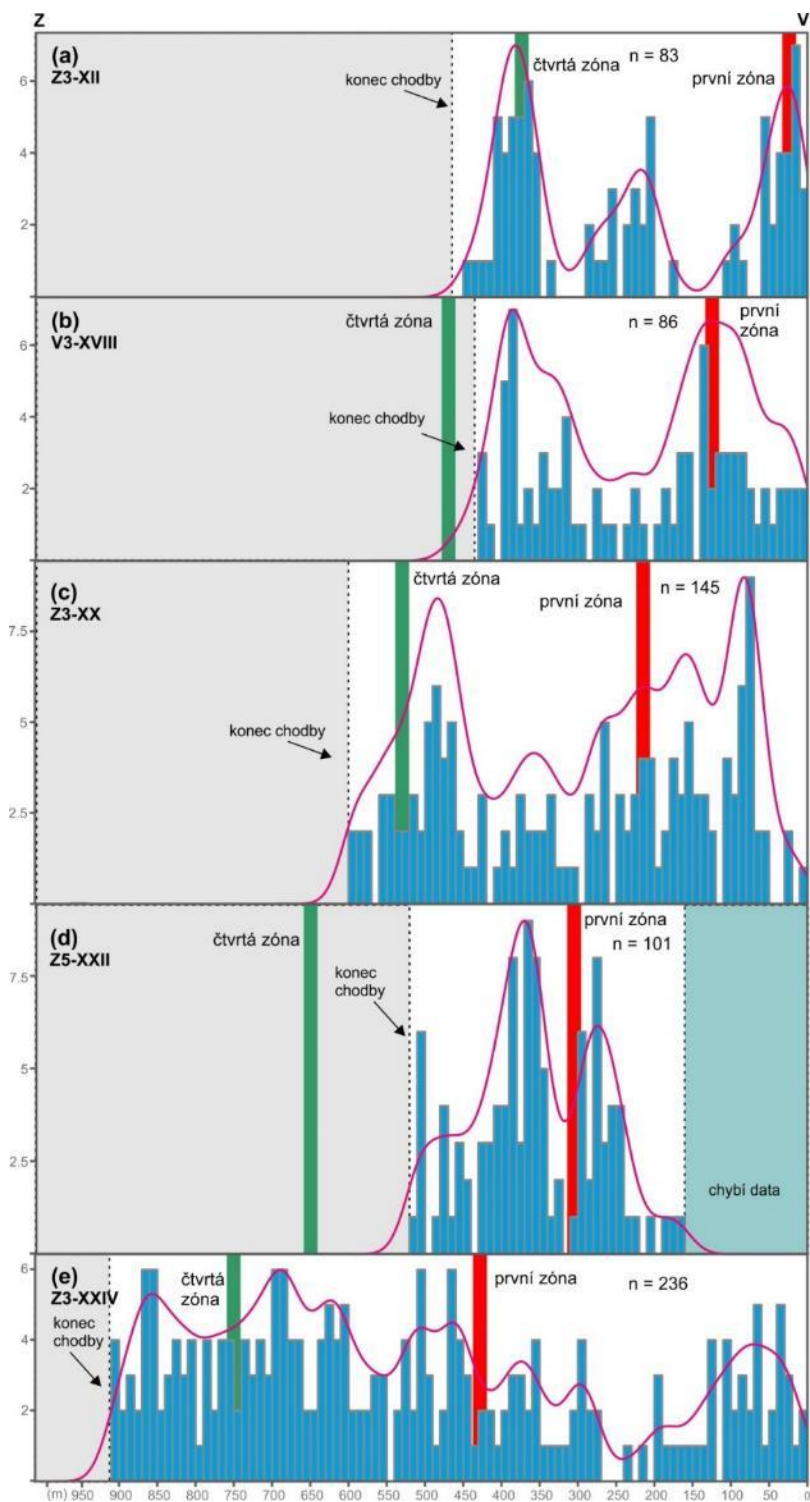 Z V
(a)
Z3-XII
konec chodby
čtvrtá zóna
n = 83
první zóna
6
4
2
(b)
V3-XVIII
čtvrtá zóna
n = 86
první
zóna
konec chodby
6
4
2
(c)
Z3-XX
čtvrtá zóna
první zóna
n = 145
konec chodby
7.5
5
2.5
(d)
Z5-XXII
čtvrtá zóna
první zóna
n = 101
konec
chodby
chybí data
7.5
5
2.5
(e)
Z3-XXIV
čtvrtá
zóna
první zóna
n = 236
konec
chodby
6
4
2
(m) 950 900 850 800 750 700 650 600 550 500 450 400 350 300 250 200 150 100 50 0